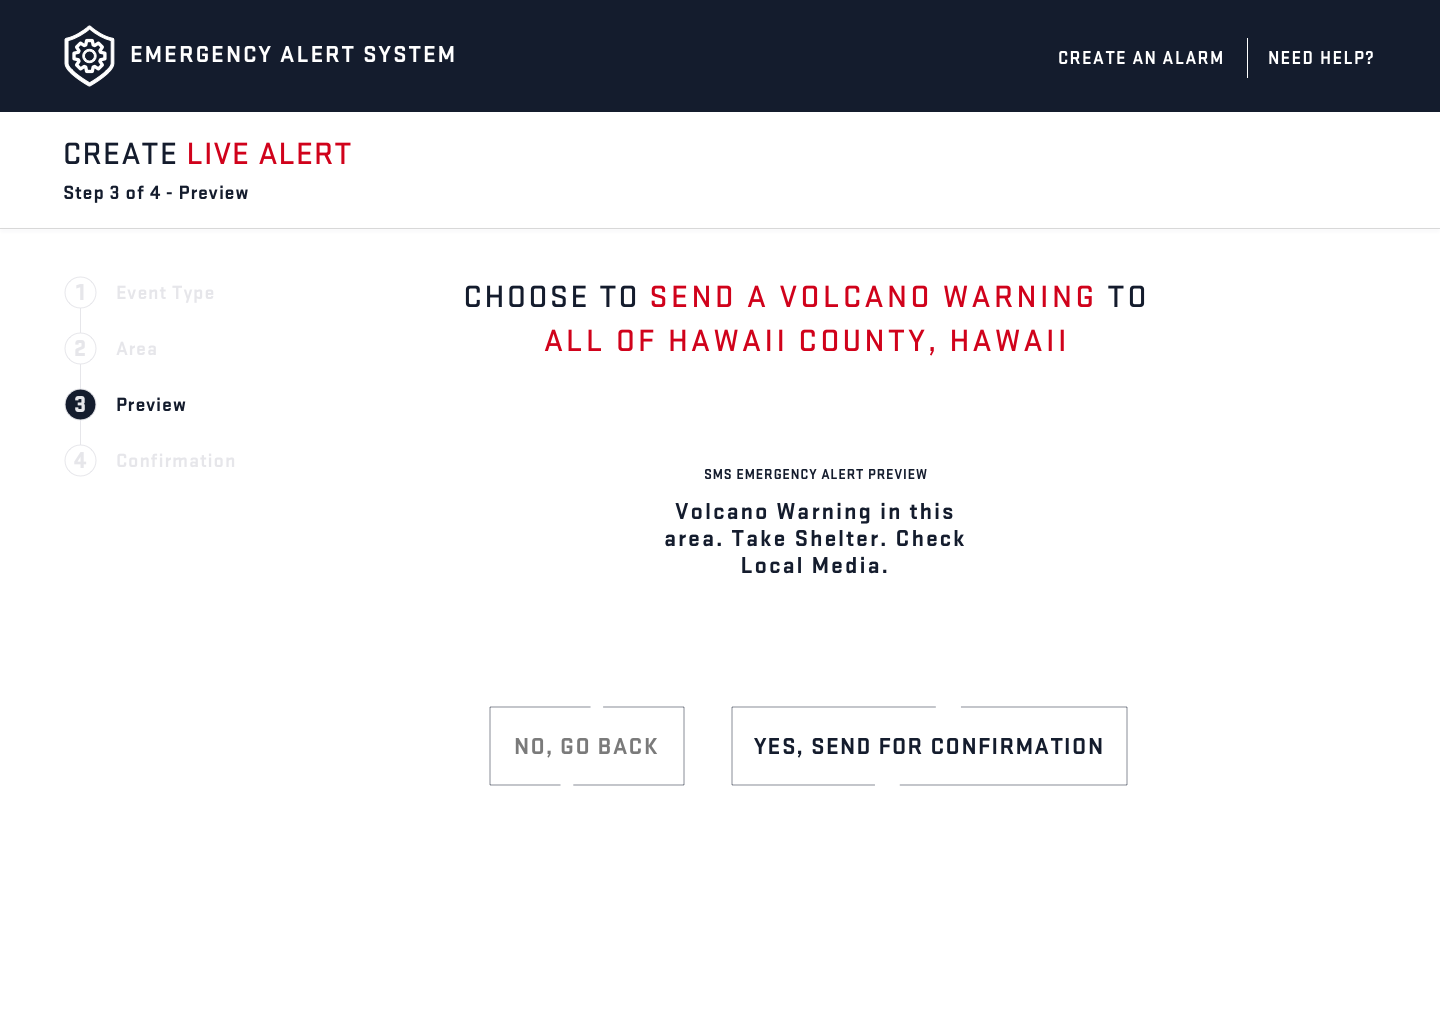 EMERGENCY ALERT SYSTEM
CREATE AN ALARM
NEED HELP?
CREATE LIVE ALERT
Step 3 of 4 - Preview
1 Event Type
2 Area
3 Preview
4 Confirmation
CHOOSE TO SEND A VOLCANO WARNING TO
ALL OF HAWAII COUNTY, HAWAII
SMS EMERGENCY ALERT PREVIEW
Volcano Warning in this
area. Take Shelter. Check
Local Media.
NO, GO BACK
YES, SEND FOR CONFIRMATION